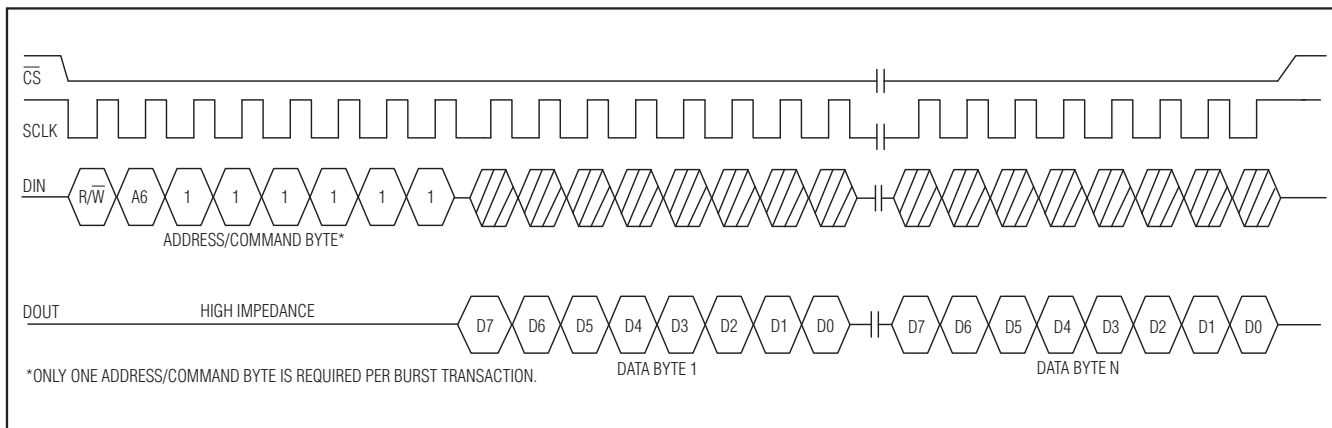 C̅S̅
SCLK
DIN R/W̅ A6 1 1 1 1 1 1
ADDRESS/COMMAND BYTE*
DOUT HIGH IMPEDANCE D7 D6 D5 D4 D3 D2 D1 D0 D7 D6 D5 D4 D3 D2 D1 D0
DATA BYTE 1 DATA BYTE N
*ONLY ONE ADDRESS/COMMAND BYTE IS REQUIRED PER BURST TRANSACTION.